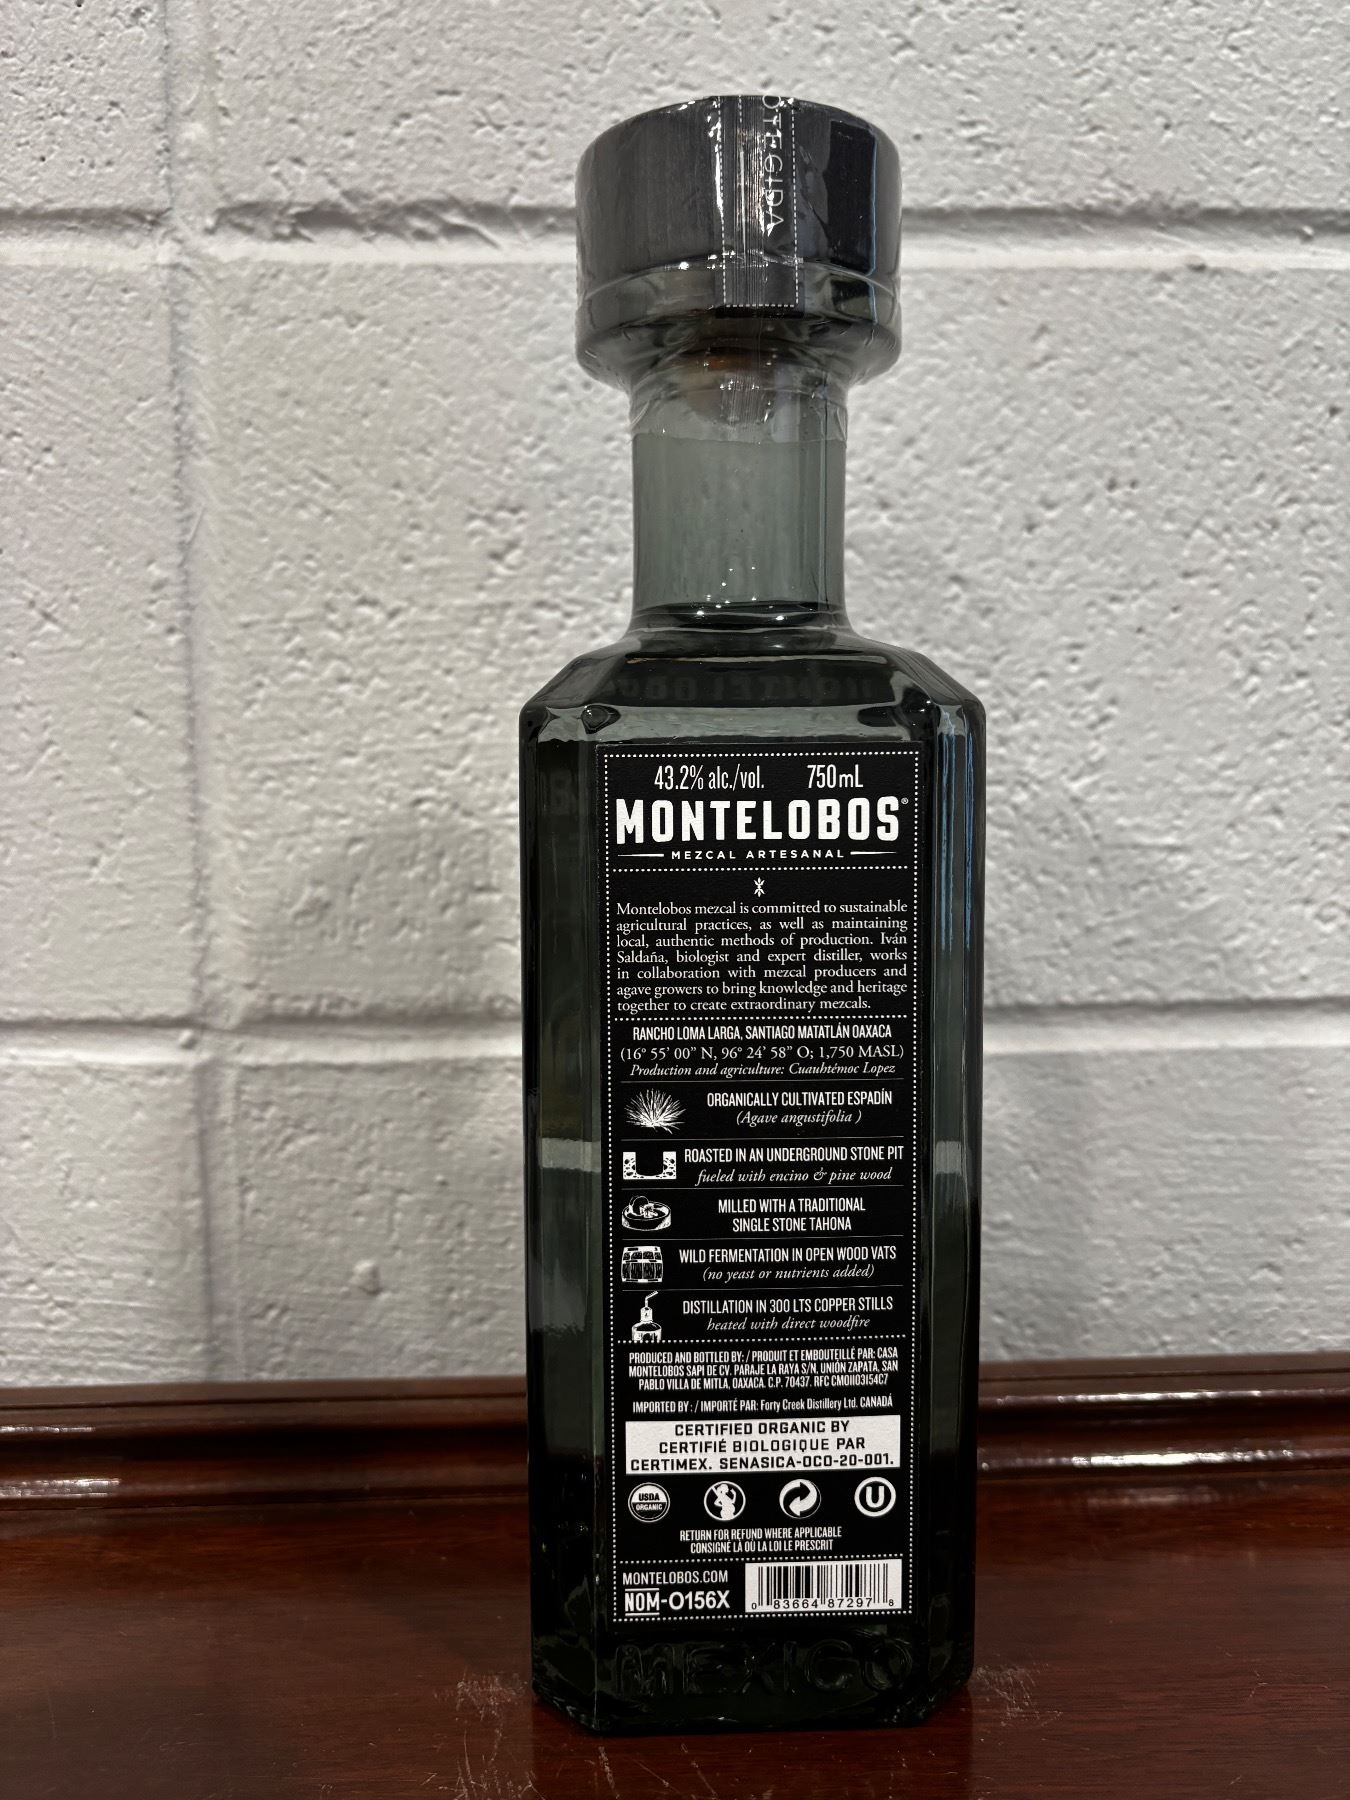 43.2% alc./vol. 750mL
MONTELOBOS®
MEZCAL ARTESANAL
Montelobos mezcal is committed to sustainable
agricultural practices, as well as maintaining
local, authentic methods of production. Iván
Saldaña, biologist and expert distiller, works
in collaboration with mezcal producers and
agave growers to bring knowledge and heritage
together to create extraordinary mezcals.
RANCHO LOMA LARGA, SANTIAGO MATATLÁN OAXACA
(16° 55' 00" N, 96° 24' 58" O; 1,750 MASL)
Production and agriculture: Cuauhtémoc Lopez
ORGANICALLY CULTIVATED ESPADÍN
(Agave angustifolia )
ROASTED IN AN UNDERGROUND STONE PIT
fueled with encino & pine wood
MILLED WITH A TRADITIONAL
SINGLE STONE TAHONA
WILD FERMENTATION IN OPEN WOOD VATS
(no yeast or nutrients added)
DISTILLATION IN 300 LTS COPPER STILLS
heated with direct woodfire
PRODUCED AND BOTTLED BY: / PRODUIT ET EMBOUTEILLÉ PAR: CASA
MONTELOBOS SAPI DE CV. PARAJE LA RAYA S/N, UNIÓN ZAPATA, SAN
PABLO VILLA DE MITLA, OAXACA. C.P. 70437. RFC CMO1103154C7
IMPORTED BY : / IMPORTÉ PAR: Forty Creek Distillery Ltd. CANADÁ
CERTIFIED ORGANIC BY
CERTIFIÉ BIOLOGIQUE PAR
CERTIMEX. SENASICA-OCO-20-001.
USDA
ORGANIC
U
RETURN FOR REFUND WHERE APPLICABLE
CONSIGNÉ LÀ OÙ LA LOI LE PRESCRIT
MONTELOBOS.COM
NOM-O156X
0 83664 87297 8
MEXICO